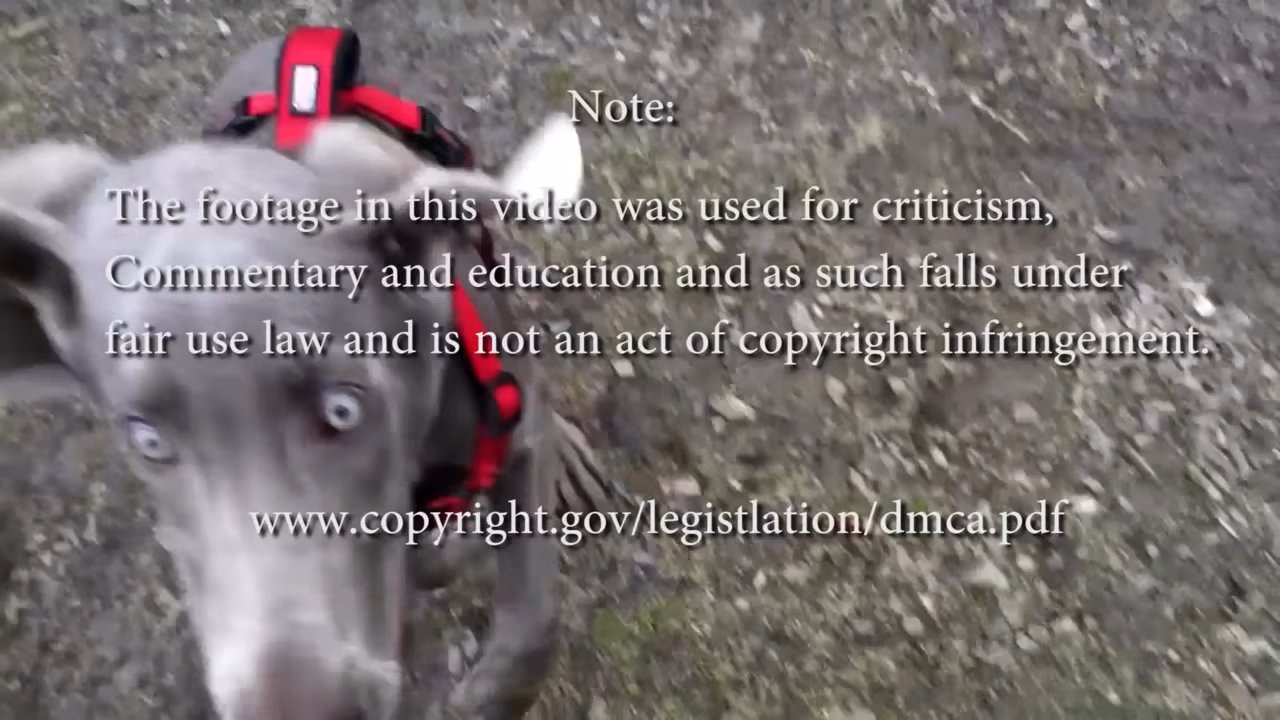 Note:
The footage in this video was used for criticism,
Commentary and education and as such falls under
fair use law and is not an act of copyright infringement.
www.copyright.gov/legistlation/dmca.pdf